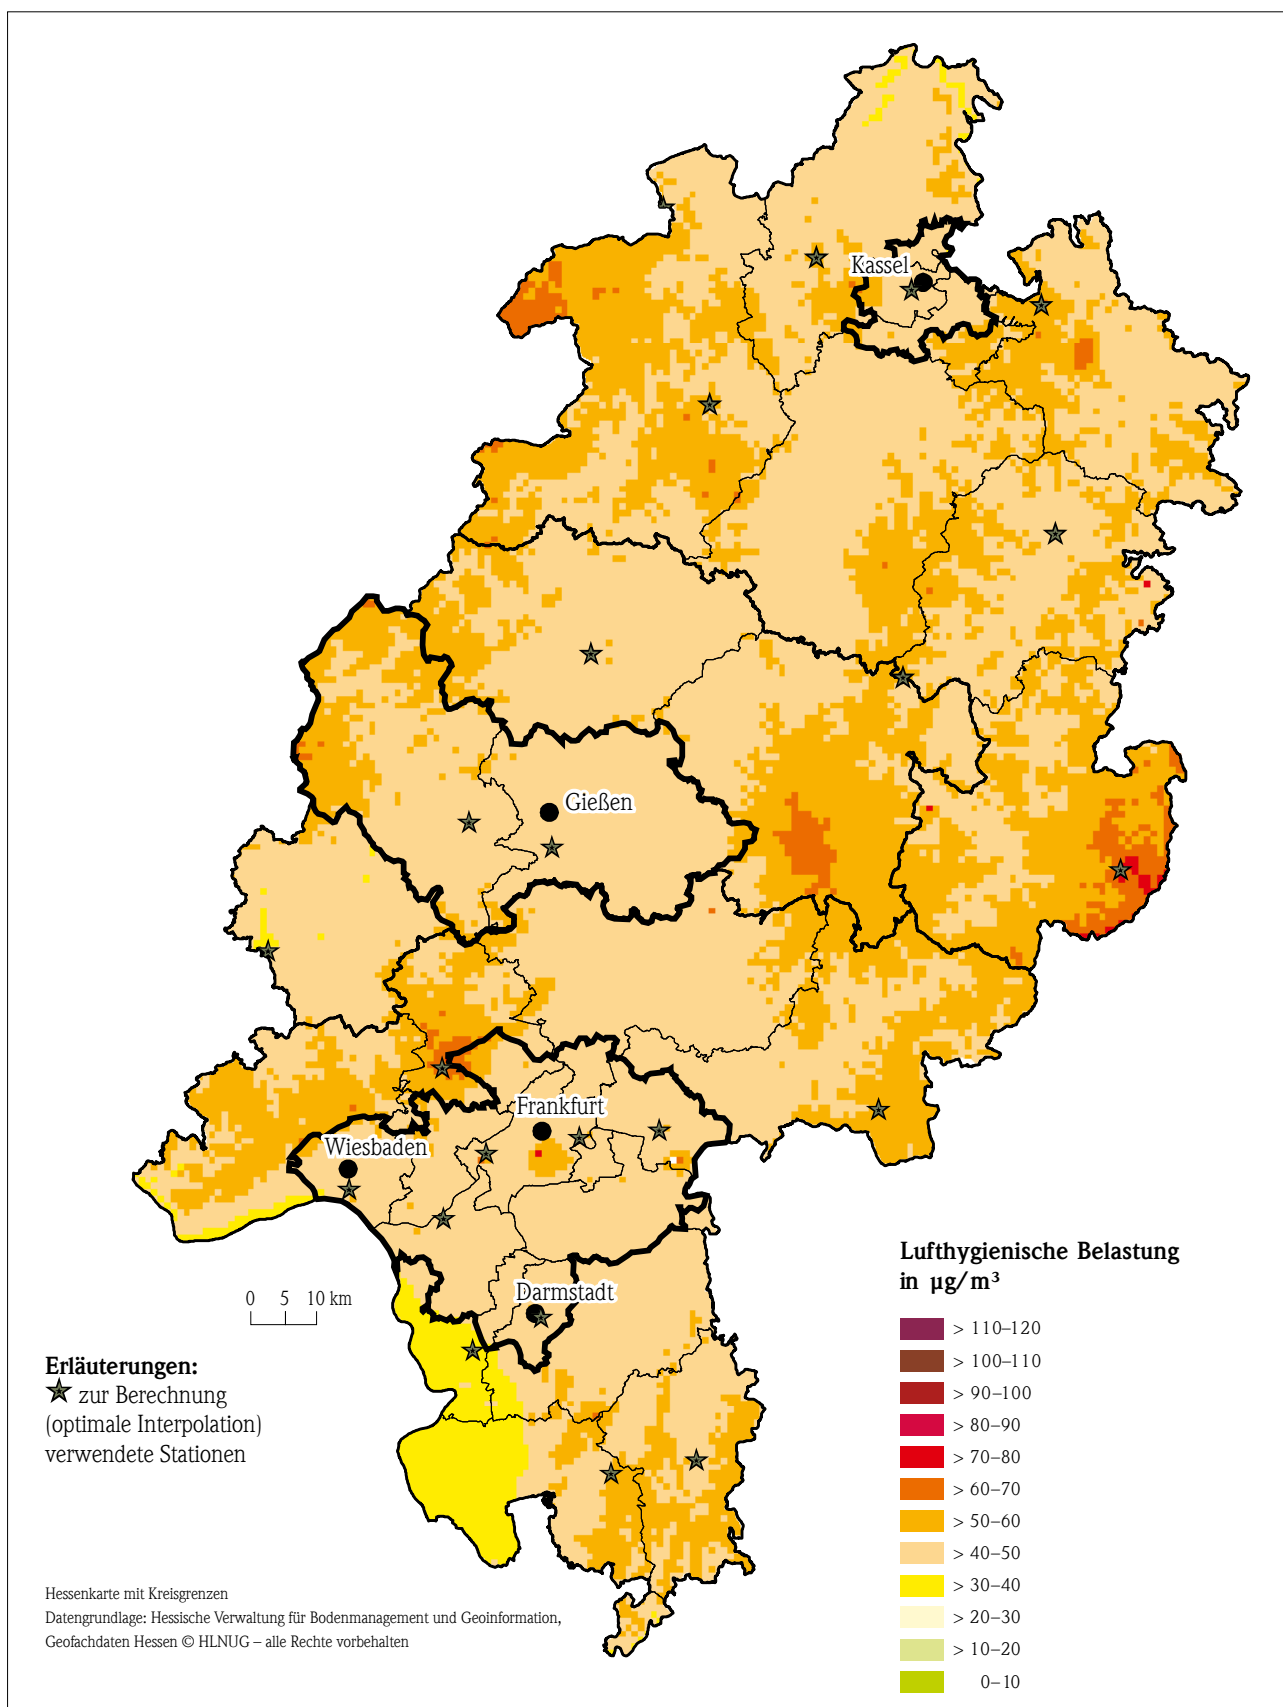 Kassel
Gießen
Frankfurt
Wiesbaden
Darmstadt
0 5 10 km
Erläuterungen:
zur Berechnung
(optimale Interpolation)
verwendete Stationen
Lufthygienische Belastung
in µg/m³
> 110–120
> 100–110
> 90–100
> 80–90
> 70–80
> 60–70
> 50–60
> 40–50
> 30–40
> 20–30
> 10–20
0–10
Hessenkarte mit Kreisgrenzen
Datengrundlage: Hessische Verwaltung für Bodenmanagement und Geoinformation,
Geofachdaten Hessen © HLNUG – alle Rechte vorbehalten